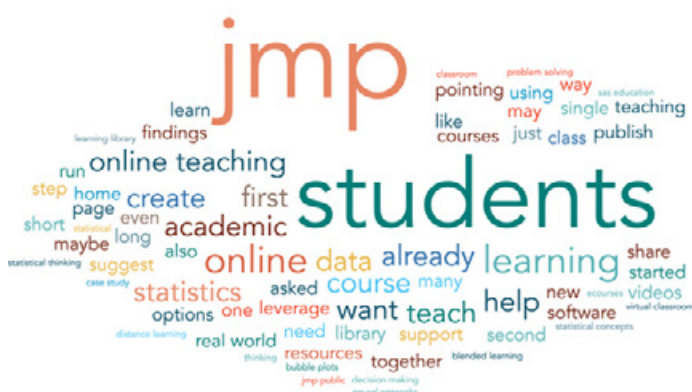 jmp
classroom problem solving
pointing using way sas education
learn may single teaching
like
learning library findings courses just class publish
run online teaching
step home create first students
page even academic
short statistical long
maybe also online data already learning share
statistical thinking suggest started
case study asked course many
statistics new ecourses videos
options one leverage want teach help software virtual classroom
statistical concepts
distance learning real world need library support second
thinking resources together blended learning
bubble plots
jmp public decision making
neural networks